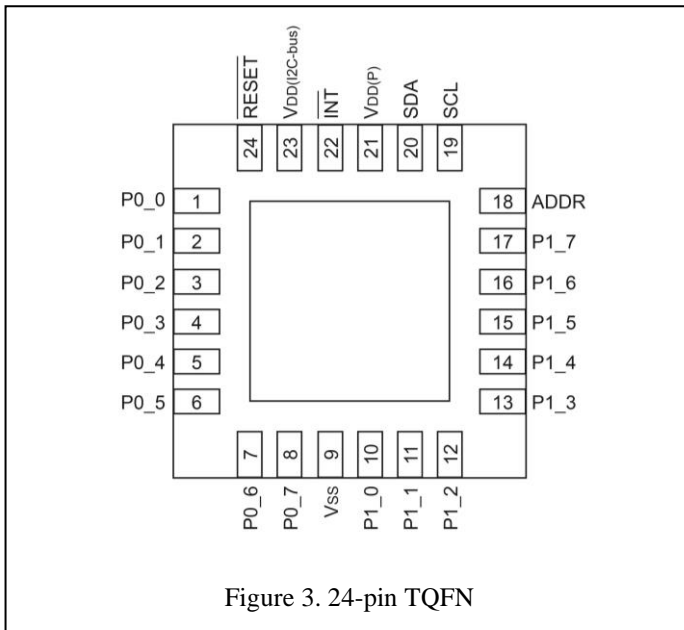 RESET
VDD(I2C-bus)
INT
VDD(P)
SDA
SCL
24 23 22 21 20 19
P0_0 1 18 ADDR
P0_1 2 17 P1_7
P0_2 3 16 P1_6
P0_3 4 15 P1_5
P0_4 5 14 P1_4
P0_5 6 13 P1_3
7 8 9 10 11 12
P0_6
P0_7
VSS
P1_0
P1_1
P1_2
Figure 3. 24-pin TQFN